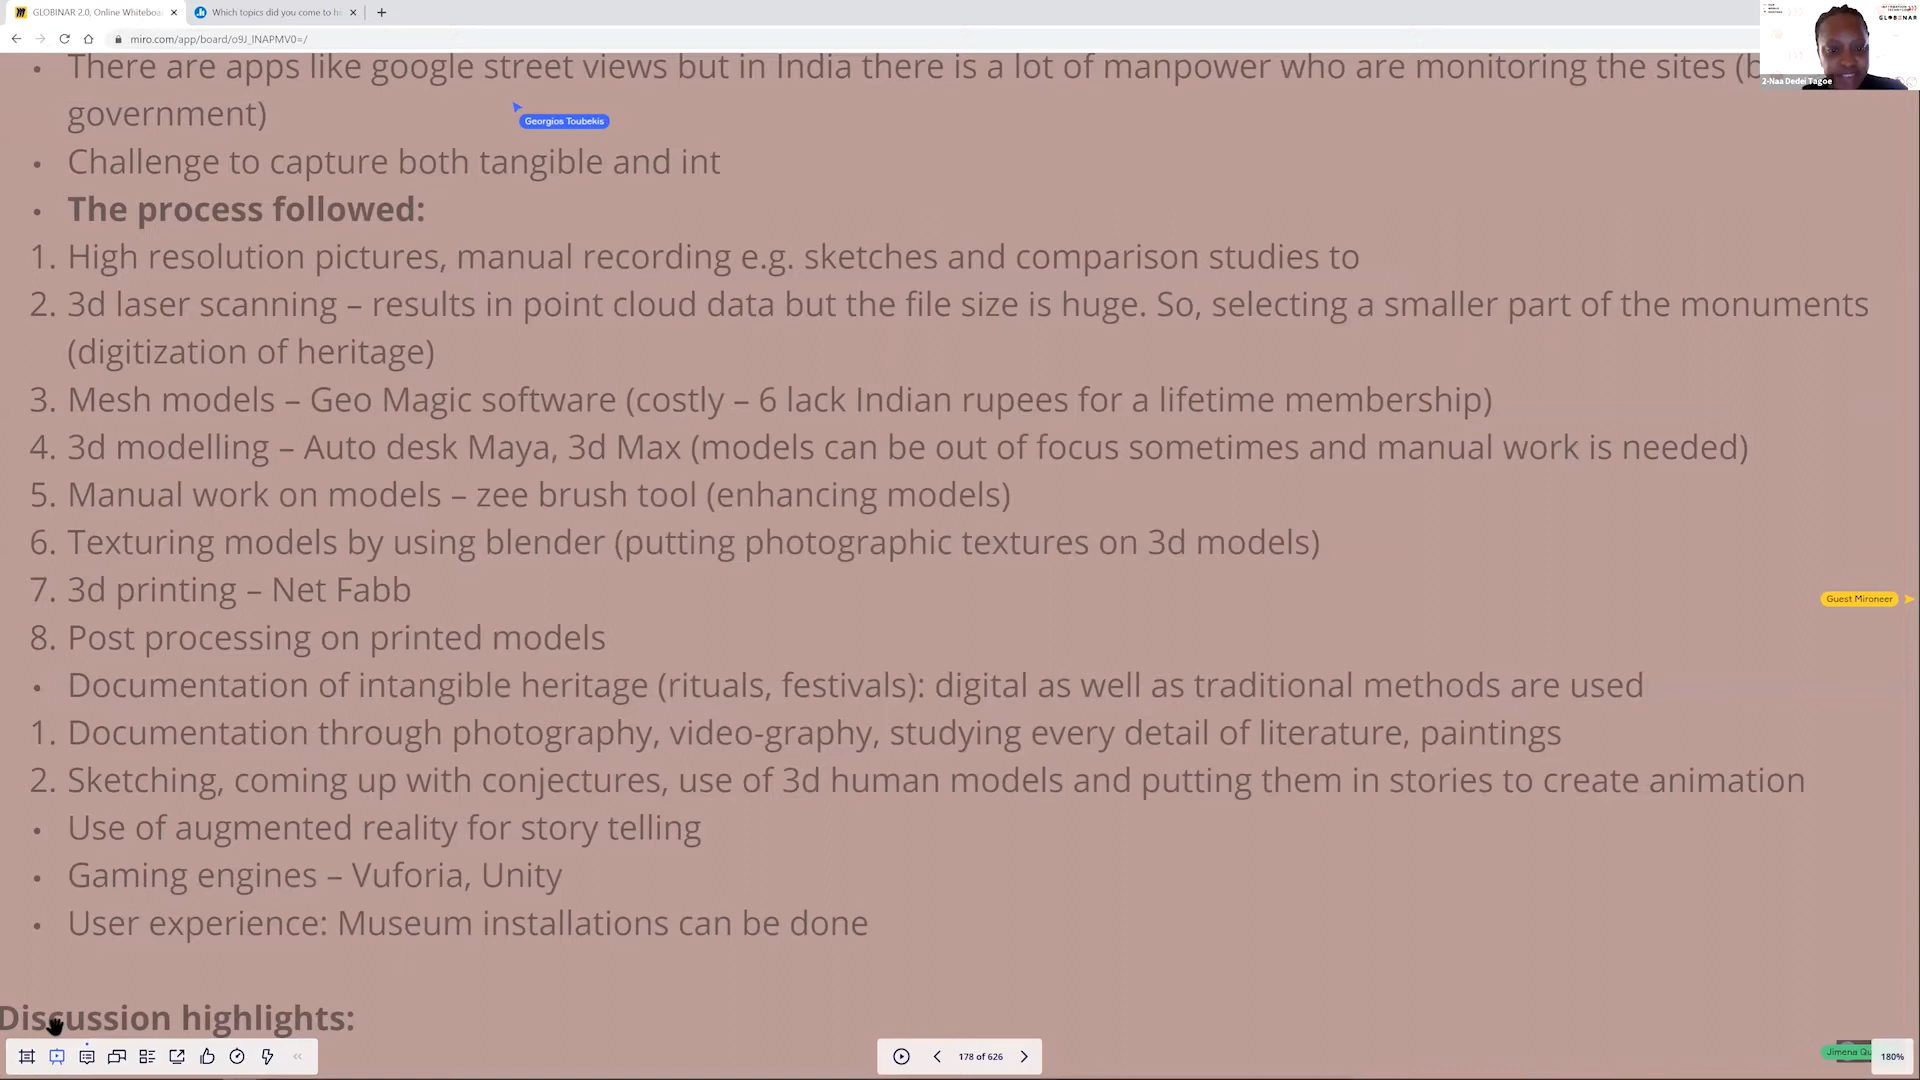 GLOBINAR 2.0, Online Whiteboa
Which topics did you come to h
miro.com/app/board/o9J_lNAPMV0=/
GLOBENAR
2-Naa Dedei Tagoe
• There are apps like google street views but in India there is a lot of manpower who are monitoring the sites (b
government)
Georgios Toubekis
• Challenge to capture both tangible and int
• The process followed:
1. High resolution pictures, manual recording e.g. sketches and comparison studies to
2. 3d laser scanning – results in point cloud data but the file size is huge. So, selecting a smaller part of the monuments
(digitization of heritage)
3. Mesh models – Geo Magic software (costly – 6 lack Indian rupees for a lifetime membership)
4. 3d modelling – Auto desk Maya, 3d Max (models can be out of focus sometimes and manual work is needed)
5. Manual work on models – zee brush tool (enhancing models)
6. Texturing models by using blender (putting photographic textures on 3d models)
7. 3d printing – Net Fabb
Guest Mironeer
8. Post processing on printed models
• Documentation of intangible heritage (rituals, festivals): digital as well as traditional methods are used
1. Documentation through photography, video-graphy, studying every detail of literature, paintings
2. Sketching, coming up with conjectures, use of 3d human models and putting them in stories to create animation
• Use of augmented reality for story telling
• Gaming engines – Vuforia, Unity
• User experience: Museum installations can be done
Discussion highlights:
178 of 626
Jimena Qu
180%